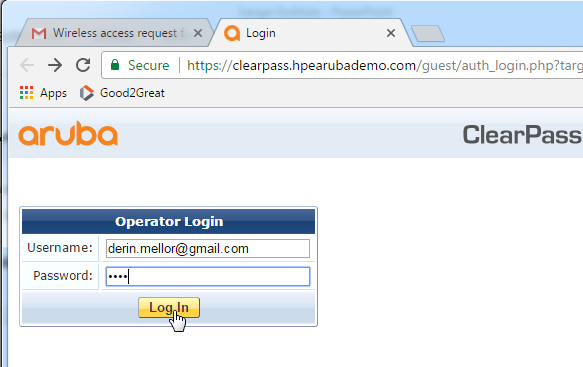 Wireless access request
Login
Secure
https://clearpass.hpearubademo.com/guest/auth_login.php?targ
Apps
Good2Great
aruba
ClearPass
Operator Login
Username:
derin.mellor@gmail.com
Password:
••••
Log In